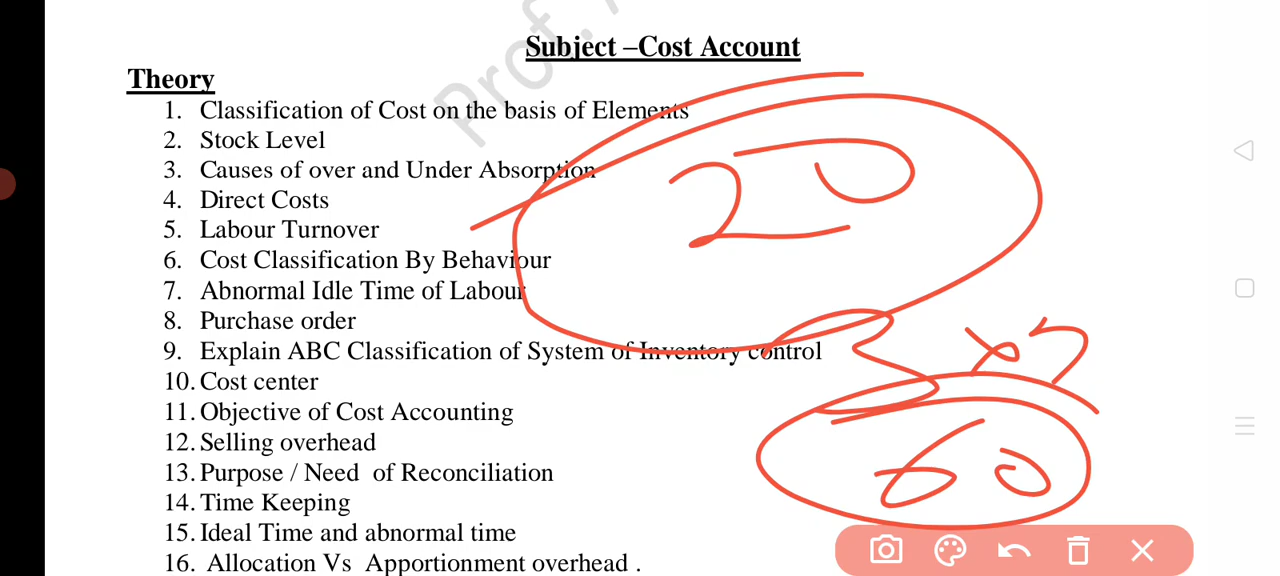 Prof.
Subject –Cost Account
Theory
1. Classification of Cost on the basis of Elements
2. Stock Level
3. Causes of over and Under Absorption
4. Direct Costs
5. Labour Turnover
6. Cost Classification By Behaviour
7. Abnormal Idle Time of Labour
8. Purchase order
9. Explain ABC Classification of System of Inventory control
10. Cost center
11. Objective of Cost Accounting
12. Selling overhead
13. Purpose / Need of Reconciliation
14. Time Keeping
15. Ideal Time and abnormal time
16. Allocation Vs Apportionment overhead .
20
60